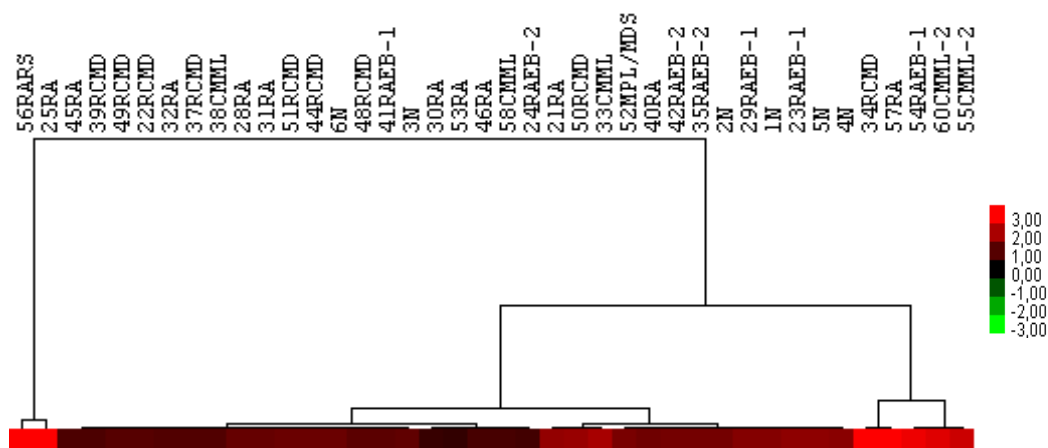 56RARS
25RA
45RA
39RCMD
49RCMD
22RCMD
32RA
37RCMD
38CMML
28RA
31RA
51RCMD
44RCMD
6N
48RCMD
41RAEB-1
3N
30RA
53RA
46RA
58CMML
24RAEB-2
21RA
50RCMD
33CMML
52MPL/MDS
40RA
42RAEB-2
35RAEB-2
2N
29RAEB-1
1N
23RAEB-1
5N
4N
34RCMD
57RA
54RAEB-1
60CMML-2
55CMML-2
3,00
2,00
1,00
0,00
-1,00
-2,00
-3,00